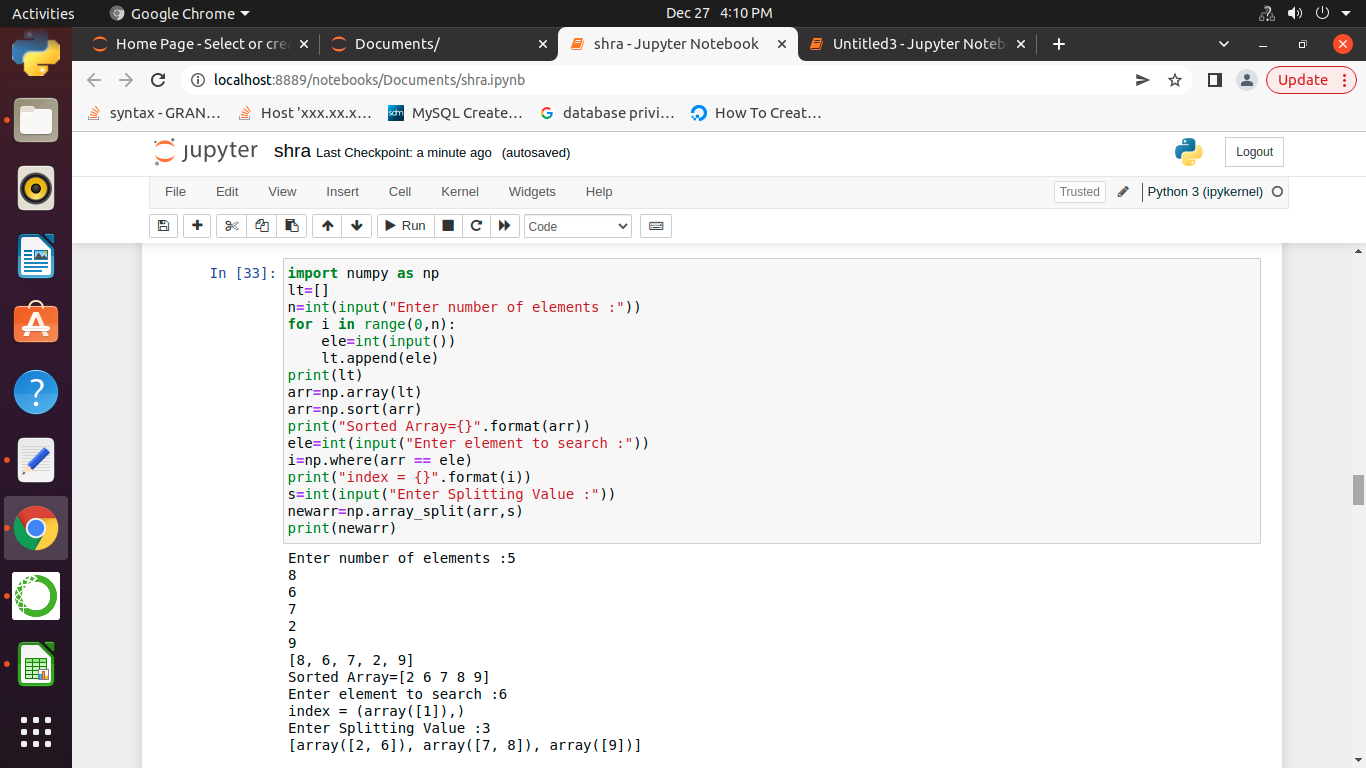 Activities Google Chrome Dec 27 4:10 PM
Home Page - Select or cre Documents/ shra - Jupyter Notebook Untitled3 - Jupyter Noteb
localhost:8889/notebooks/Documents/shra.ipynb Update
syntax - GRAN… Host 'xxx.xx.x… MySQL Create… database privi… How To Creat…
jupyter shra Last Checkpoint: a minute ago (autosaved) Logout
File Edit View Insert Cell Kernel Widgets Help Trusted Python 3 (ipykernel)
Run Code
In [33]: import numpy as np
lt=[]
n=int(input("Enter number of elements :"))
for i in range(0,n):
    ele=int(input())
    lt.append(ele)
print(lt)
arr=np.array(lt)
arr=np.sort(arr)
print("Sorted Array={}".format(arr))
ele=int(input("Enter element to search :"))
i=np.where(arr == ele)
print("index = {}".format(i))
s=int(input("Enter Splitting Value :"))
newarr=np.array_split(arr,s)
print(newarr)
Enter number of elements :5
8
6
7
2
9
[8, 6, 7, 2, 9]
Sorted Array=[2 6 7 8 9]
Enter element to search :6
index = (array([1]),)
Enter Splitting Value :3
[array([2, 6]), array([7, 8]), array([9])]